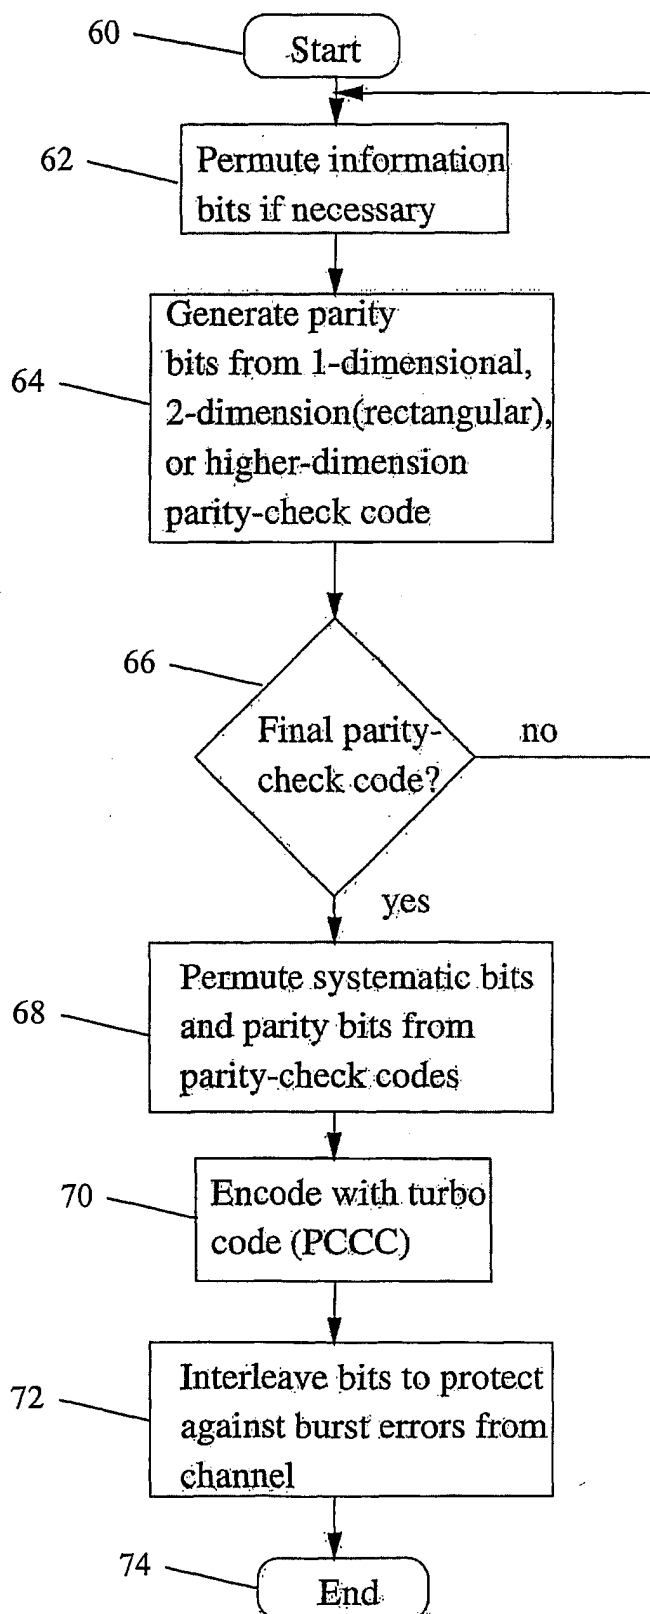 60
Start
62
Permute information
bits if necessary
64
Generate parity
bits from 1-dimensional,
2-dimension(rectangular),
or higher-dimension
parity-check code
66
Final parity-
check code?
no
yes
68
Permute systematic bits
and parity bits from
parity-check codes
70
Encode with turbo
code (PCCC)
72
Interleave bits to protect
against burst errors from
channel
74
End